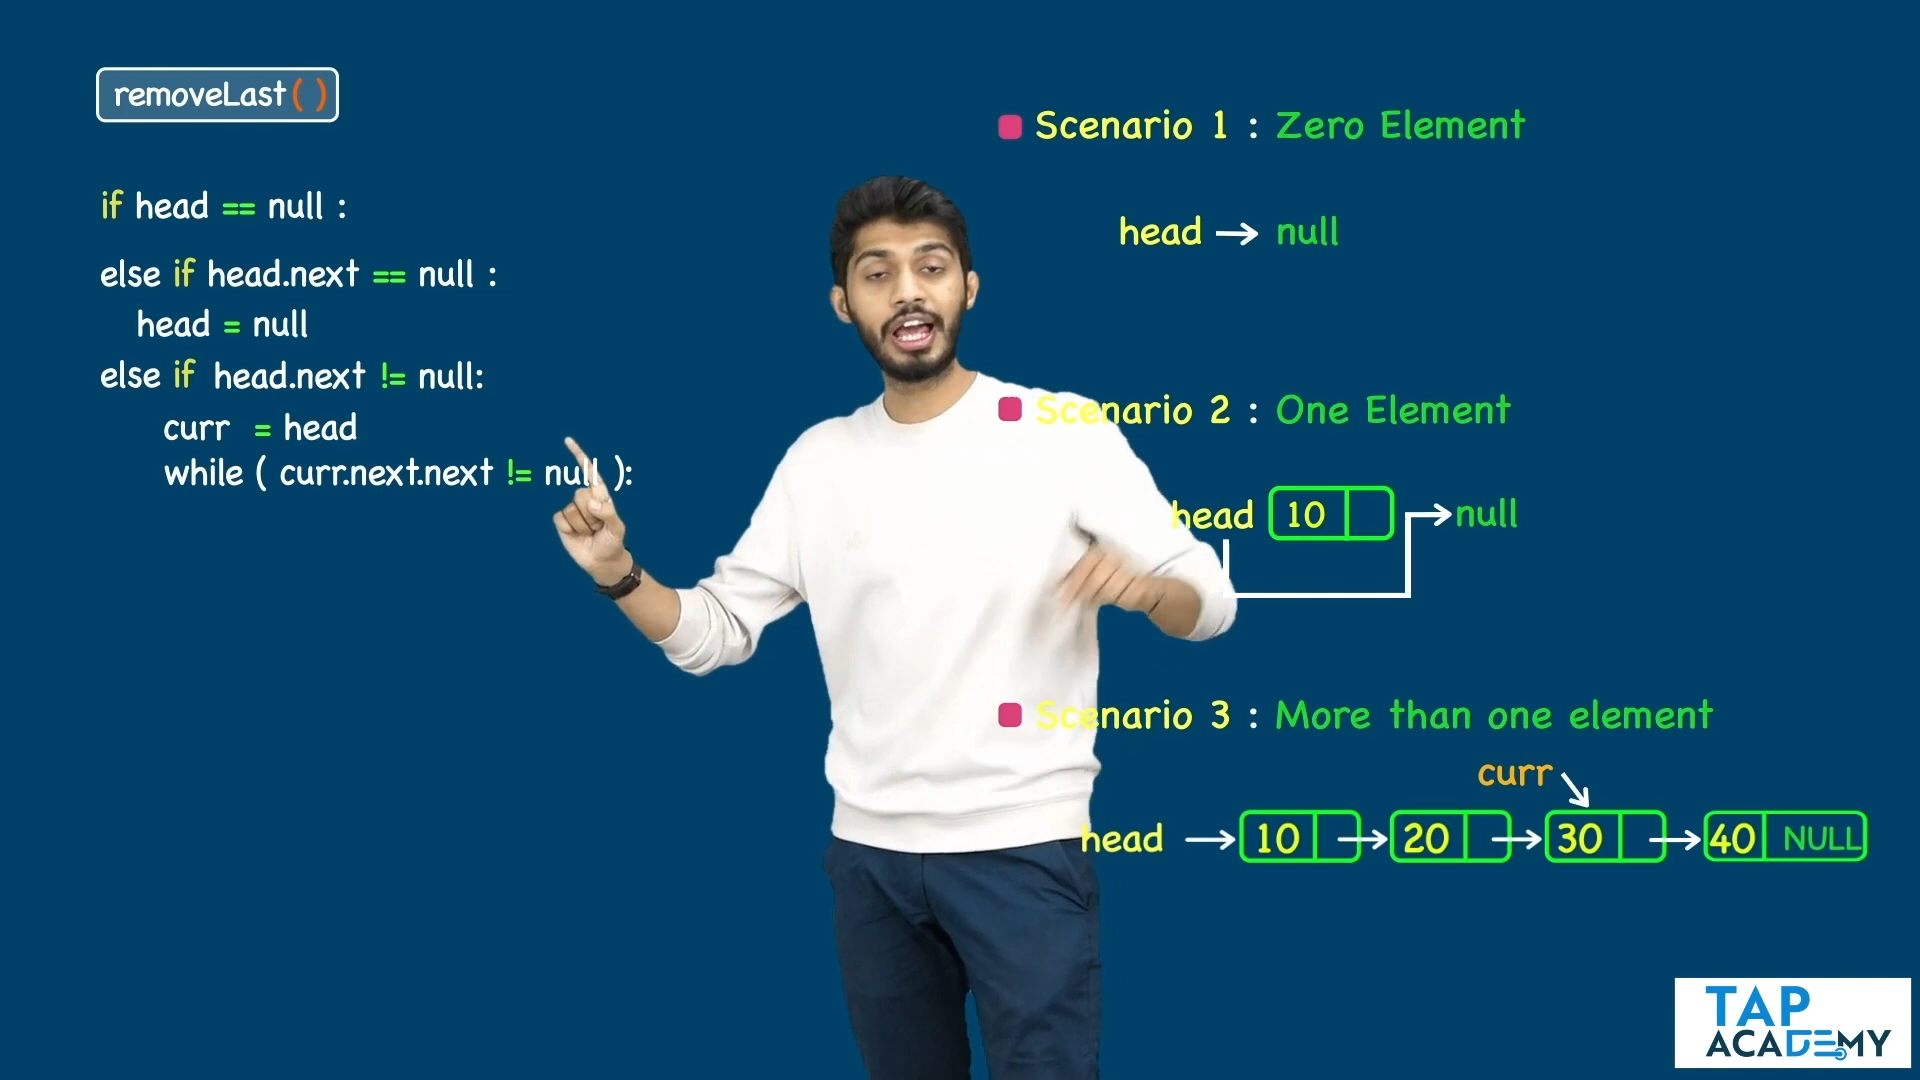 removeLast( )
if head == null :
else if head.next == null :
head = null
else if head.next != null:
curr = head
while ( curr.next.next != null ):
Scenario 1 : Zero Element
head → null
Scenario 2 : One Element
head 10 → null
Scenario 3 : More than one element
curr
head → 10 → 20 → 30 → 40 NULL
TAP
ACADEMY